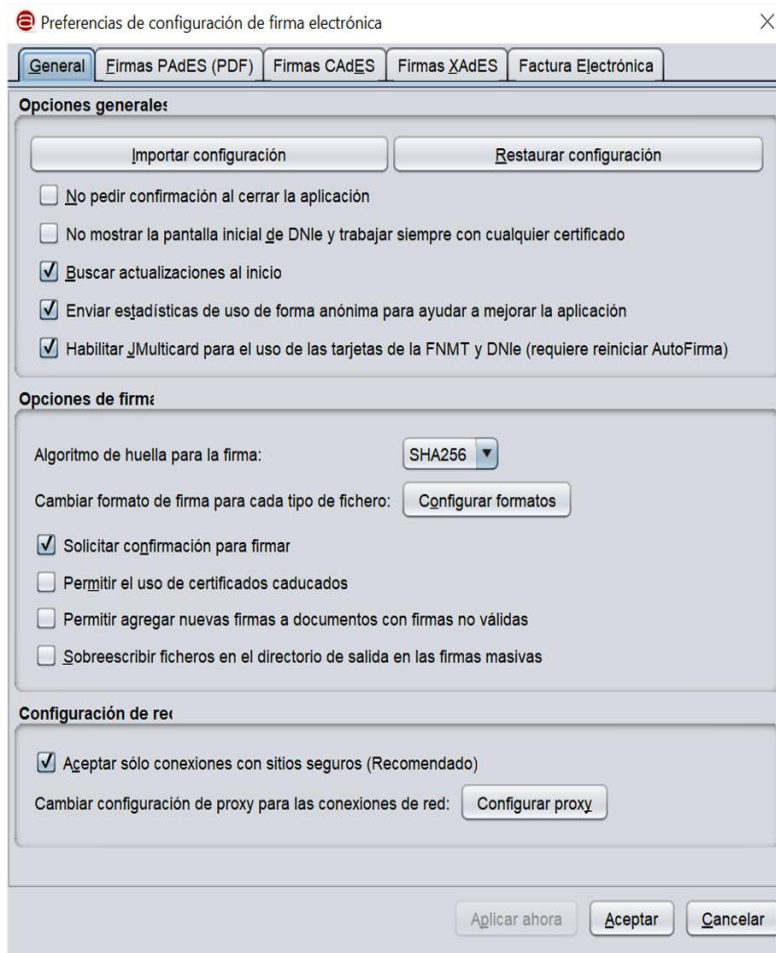 Preferencias de configuración de firma electrónica
General Firmas PAdES (PDF) Firmas CAdES Firmas XAdES Factura Electrónica
Opciones generales
Importar configuración Restaurar configuración
No pedir confirmación al cerrar la aplicación
No mostrar la pantalla inicial de DNIe y trabajar siempre con cualquier certificado
Buscar actualizaciones al inicio
Enviar estadísticas de uso de forma anónima para ayudar a mejorar la aplicación
Habilitar JMulticard para el uso de las tarjetas de la FNMT y DNIe (requiere reiniciar AutoFirma)
Opciones de firma
Algoritmo de huella para la firma: SHA256
Cambiar formato de firma para cada tipo de fichero: Configurar formatos
Solicitar confirmación para firmar
Permitir el uso de certificados caducados
Permitir agregar nuevas firmas a documentos con firmas no válidas
Sobreescribir ficheros en el directorio de salida en las firmas masivas
Configuración de red
Aceptar sólo conexiones con sitios seguros (Recomendado)
Cambiar configuración de proxy para las conexiones de red: Configurar proxy
Aplicar ahora Aceptar Cancelar